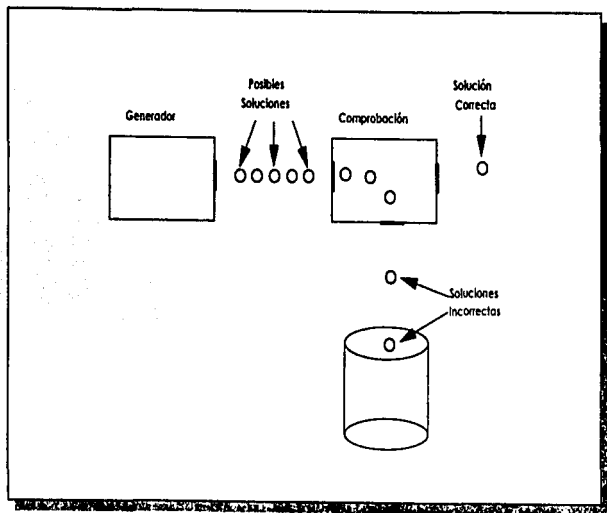 Posibles
Soluciones
Solución
Correcta
Generador
Comprobación
Soluciones
Incorrectas